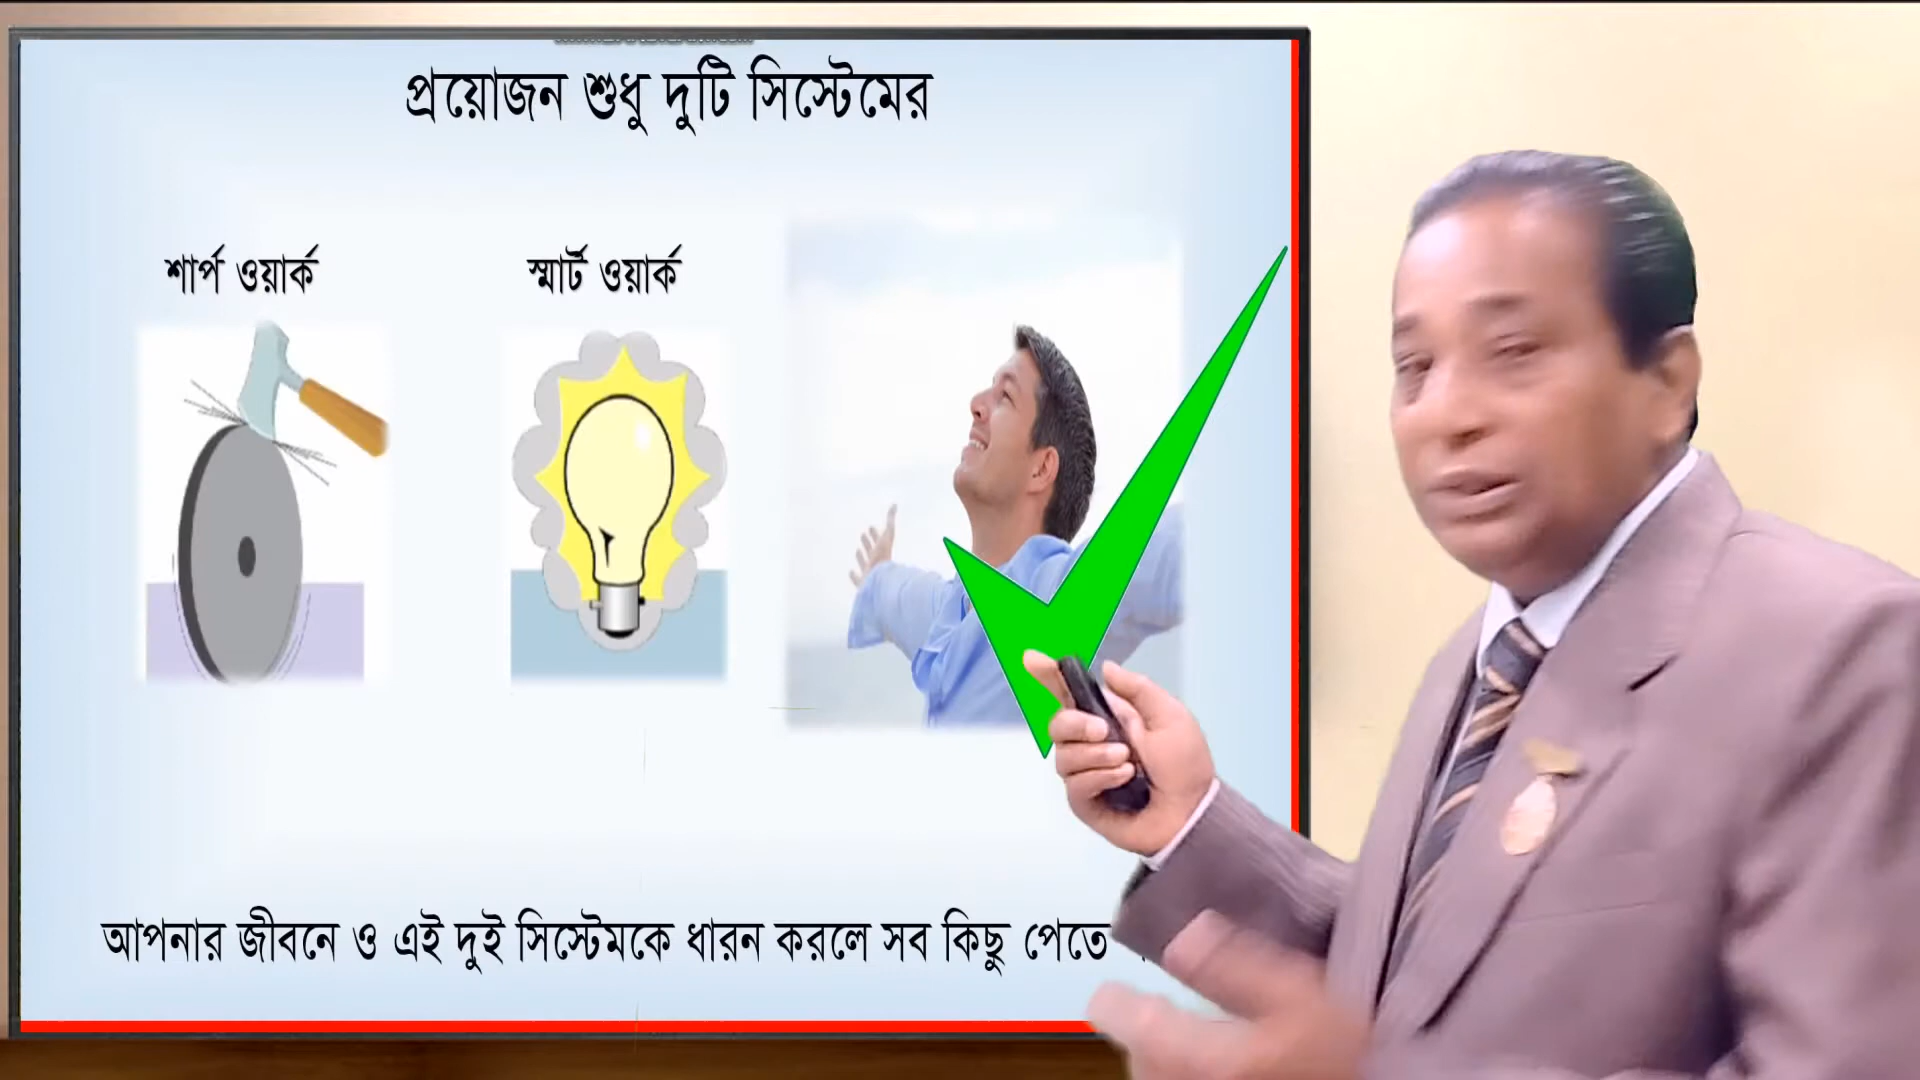 প্রয়োজন শুধু দুটি সিস্টেমের
শার্প ওয়ার্ক
স্মার্ট ওয়ার্ক
আপনার জীবনে ও এই দুই সিস্টেমকে ধারন করলে সব কিছু পেতে